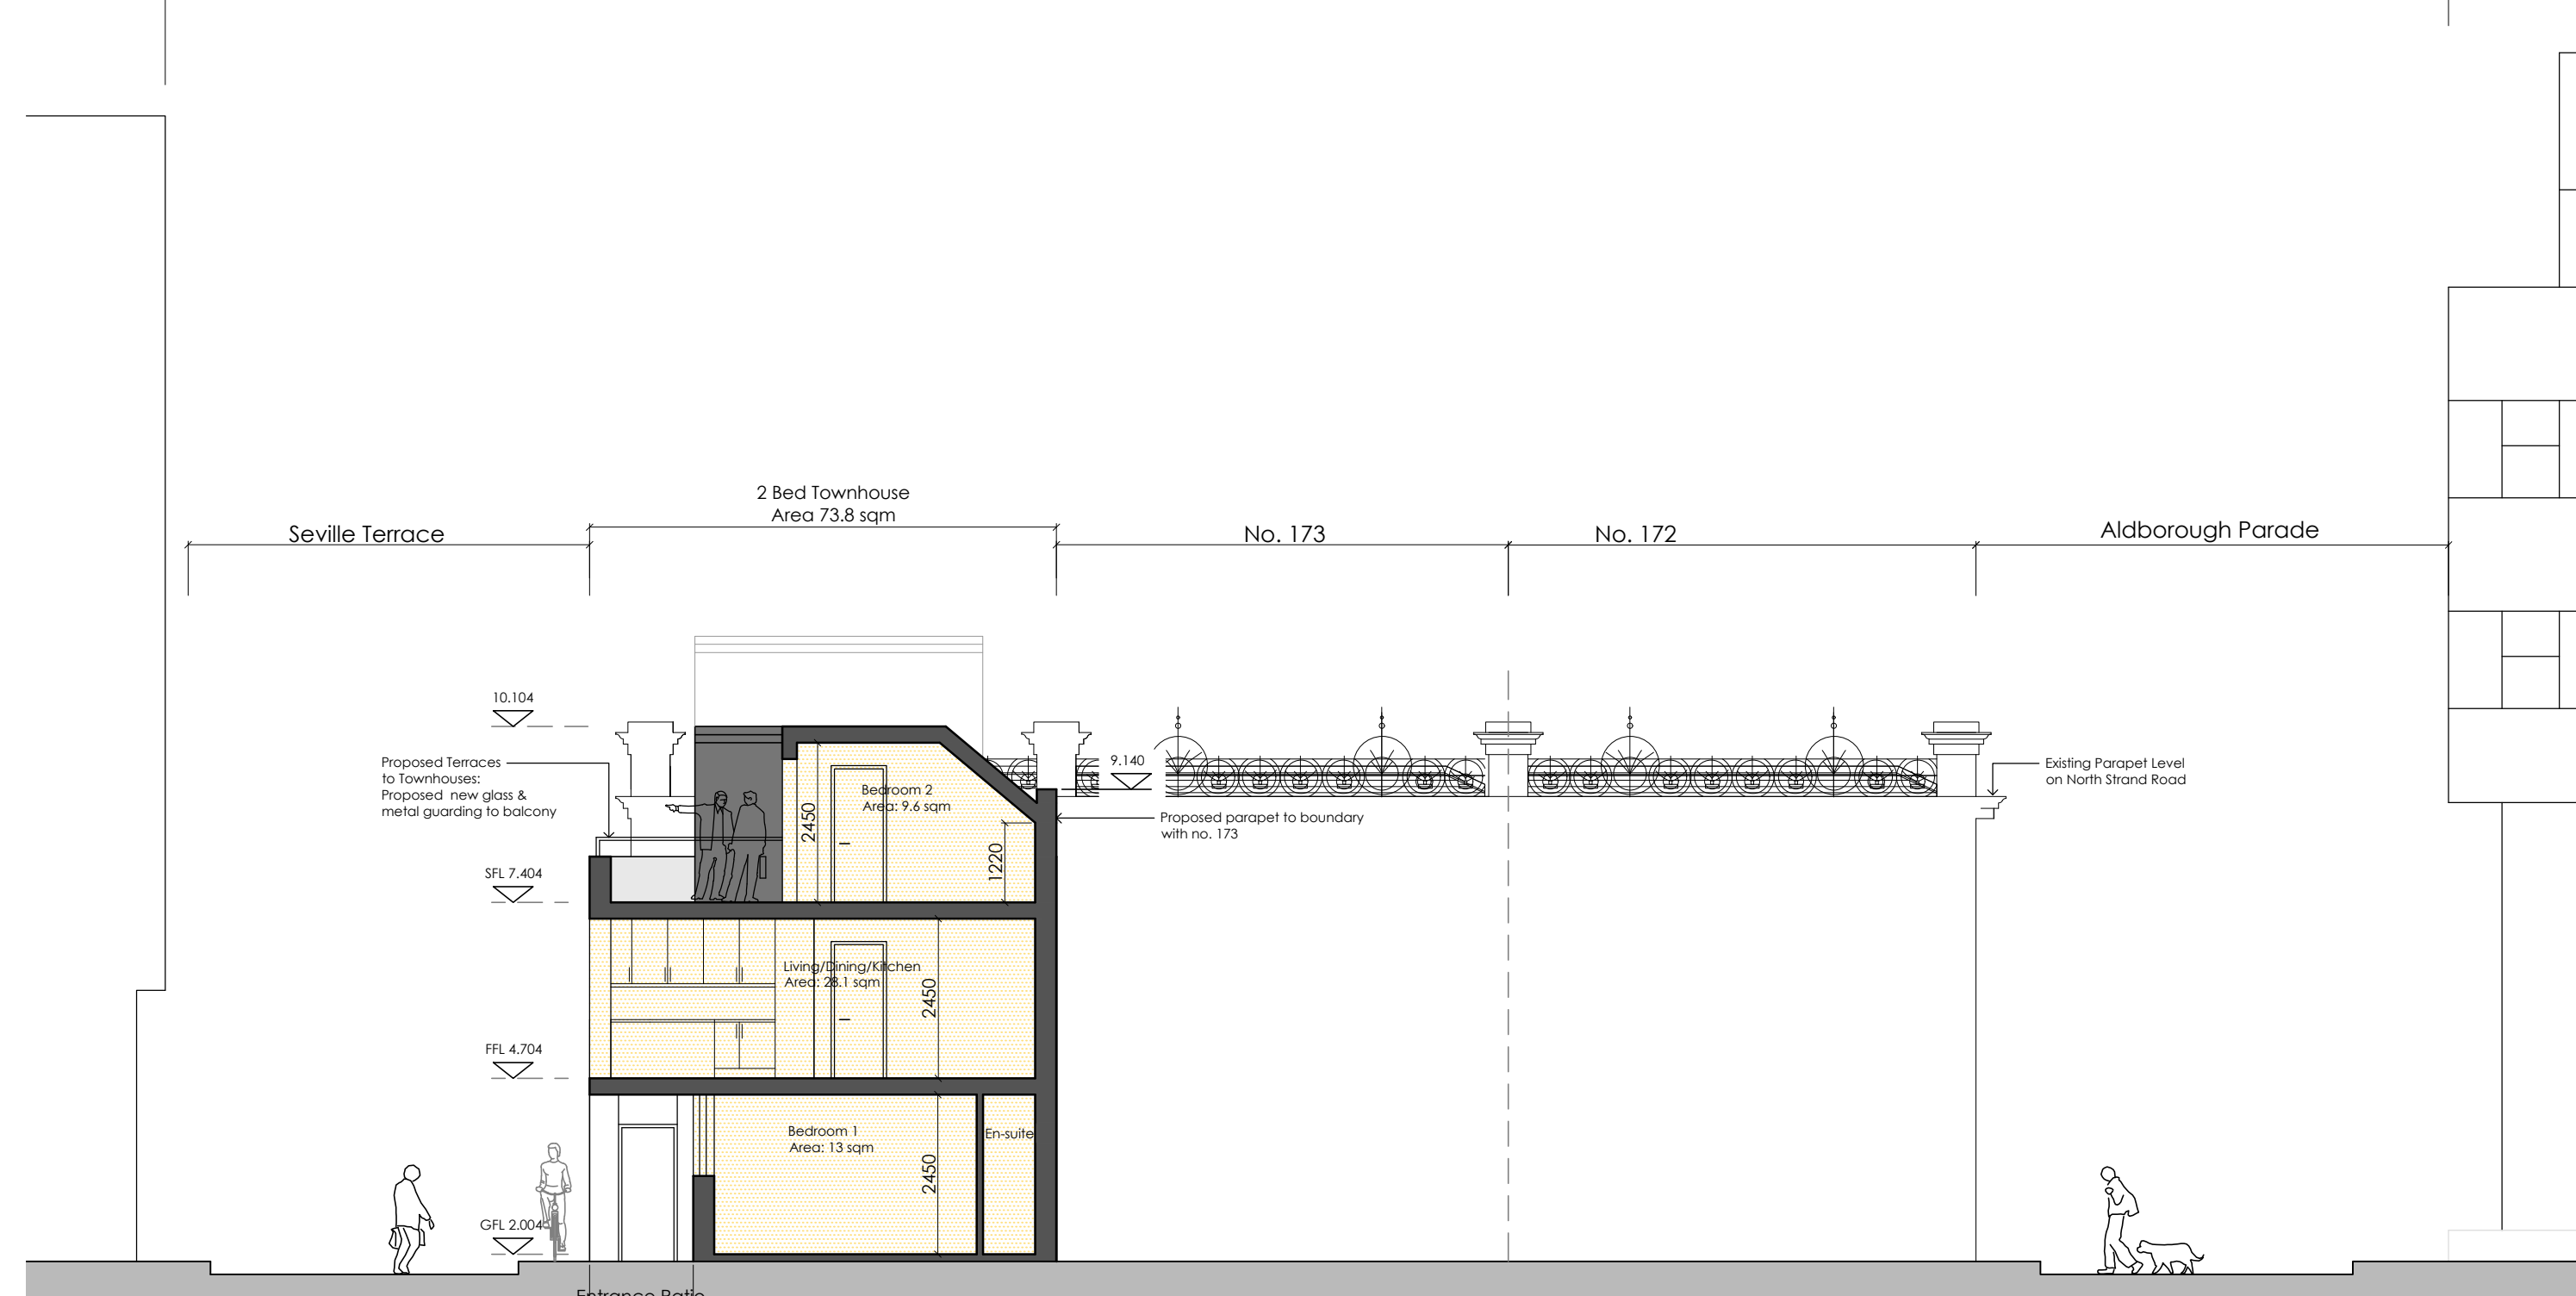 2 Bed Townhouse
Area 73.8 sqm
Seville Terrace
No. 173
No. 172
Aldborough Parade
10.104
Proposed Terraces
to Townhouses:
Proposed new glass &
metal guarding to balcony
9.140
Existing Parapet Level
on North Strand Road
Bedroom 2
Area: 9.6 sqm
2450
1220
Proposed parapet to boundary
with no. 173
SFL 7.404
Living/Dining/Kitchen
Area: 28.1 sqm
2450
FFL 4.704
Bedroom 1
Area: 13 sqm
En-suite
2450
GFL 2.004
Entrance Patio